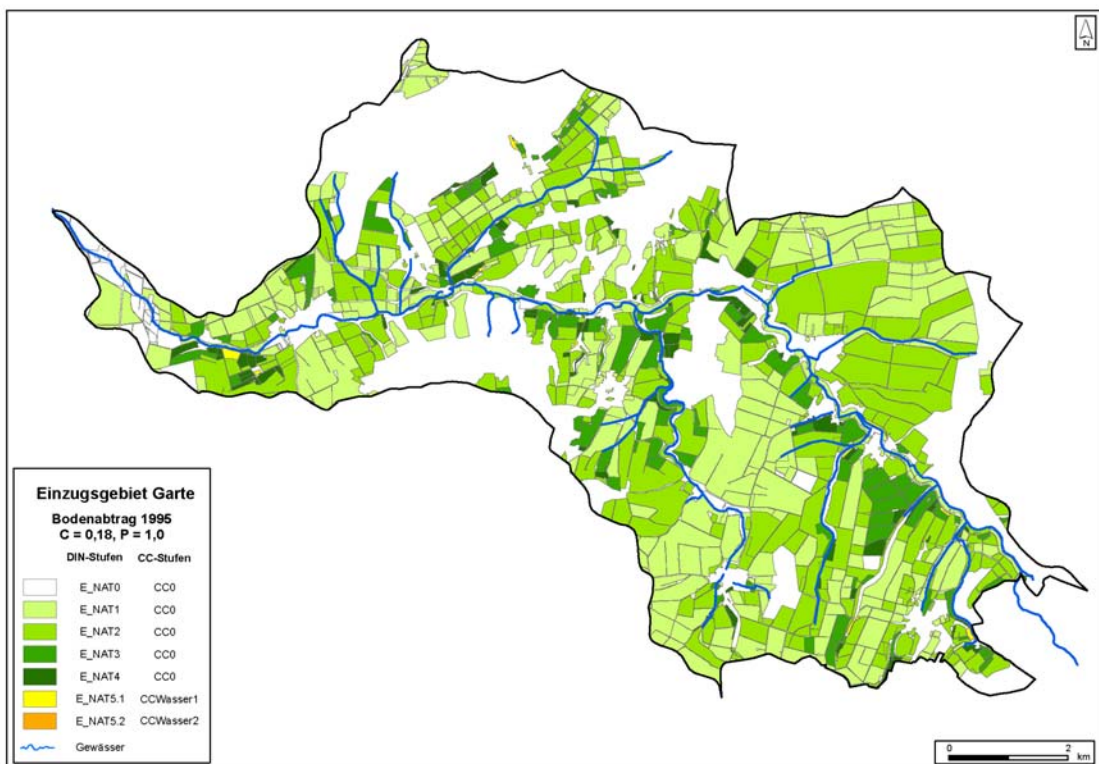 N
Einzugsgebiet Garte
Bodenabtrag 1995
C = 0,18, P = 1,0
DIN-Stufen CC-Stufen
E_NAT0 CC0
E_NAT1 CC0
E_NAT2 CC0
E_NAT3 CC0
E_NAT4 CC0
E_NAT5.1 CCWasser1
E_NAT5.2 CCWasser2
Gewässer
0 2
km